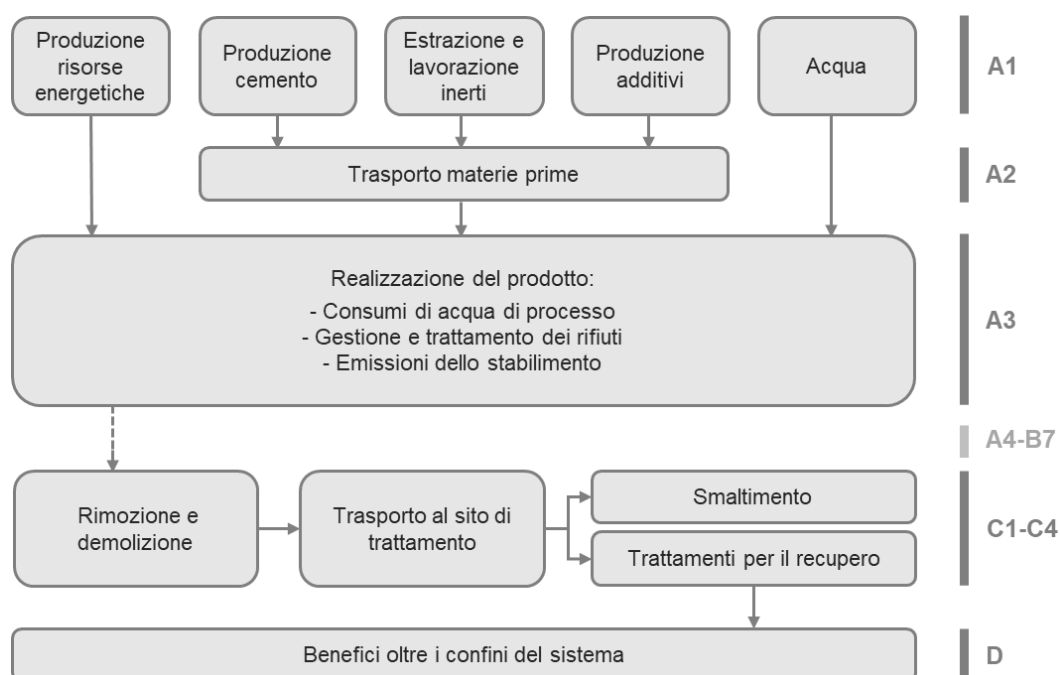 Produzione
risorse
energetiche
Produzione
cemento
Estrazione e
lavorazione
inerti
Produzione
additivi
Acqua
A1
Trasporto materie prime
A2
Realizzazione del prodotto:
- Consumi di acqua di processo
- Gestione e trattamento dei rifiuti
- Emissioni dello stabilimento
A3
A4-B7
Rimozione e
demolizione
Trasporto al sito di
trattamento
Smaltimento
Trattamenti per il recupero
C1-C4
Benefici oltre i confini del sistema
D